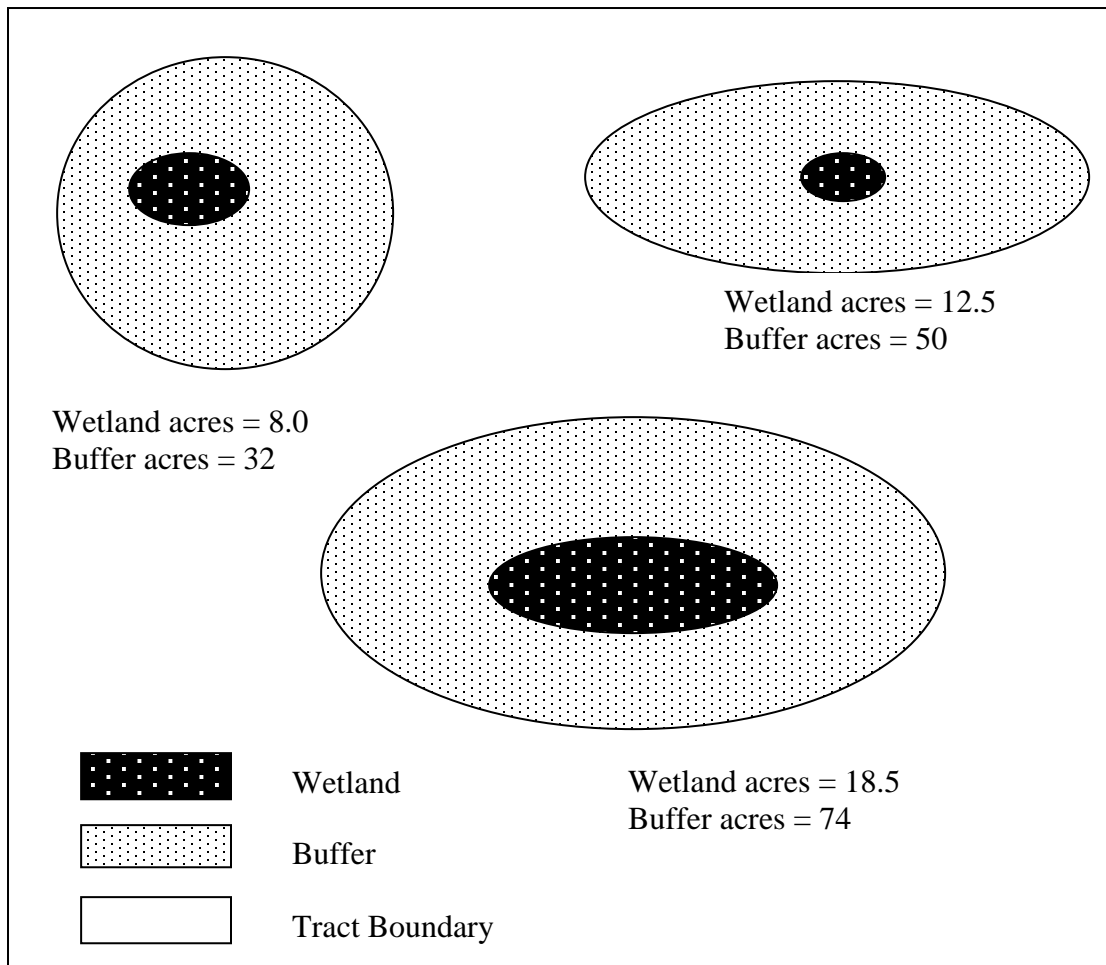 Wetland acres = 12.5
Buffer acres = 50
Wetland acres = 8.0
Buffer acres = 32
Wetland acres = 18.5
Buffer acres = 74
Wetland
Buffer
Tract Boundary